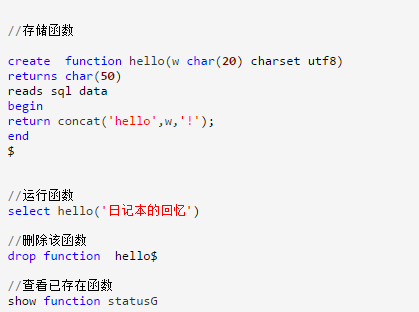 //存储函数
create  function hello(w char(20) charset utf8)
returns char(50)
reads sql data
begin
return concat('hello',w,'!');
end
$
//运行函数
select hello('日记本的回忆')
//删除该函数
drop function  hello$
//查看已存在函数
show function statusG